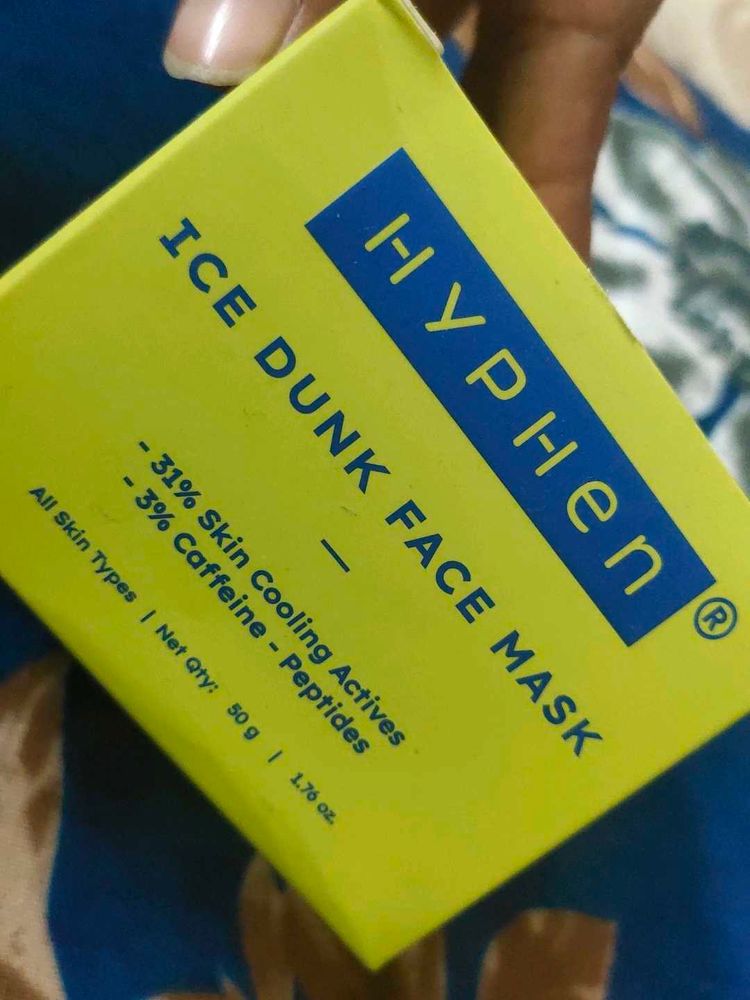 HYPHen®
ICE DUNK FACE MASK
- 31% Skin Cooling Actives
- 3% Caffeine - Peptides
All Skin Types | Net Qty: 50 g | 1.76 oz.